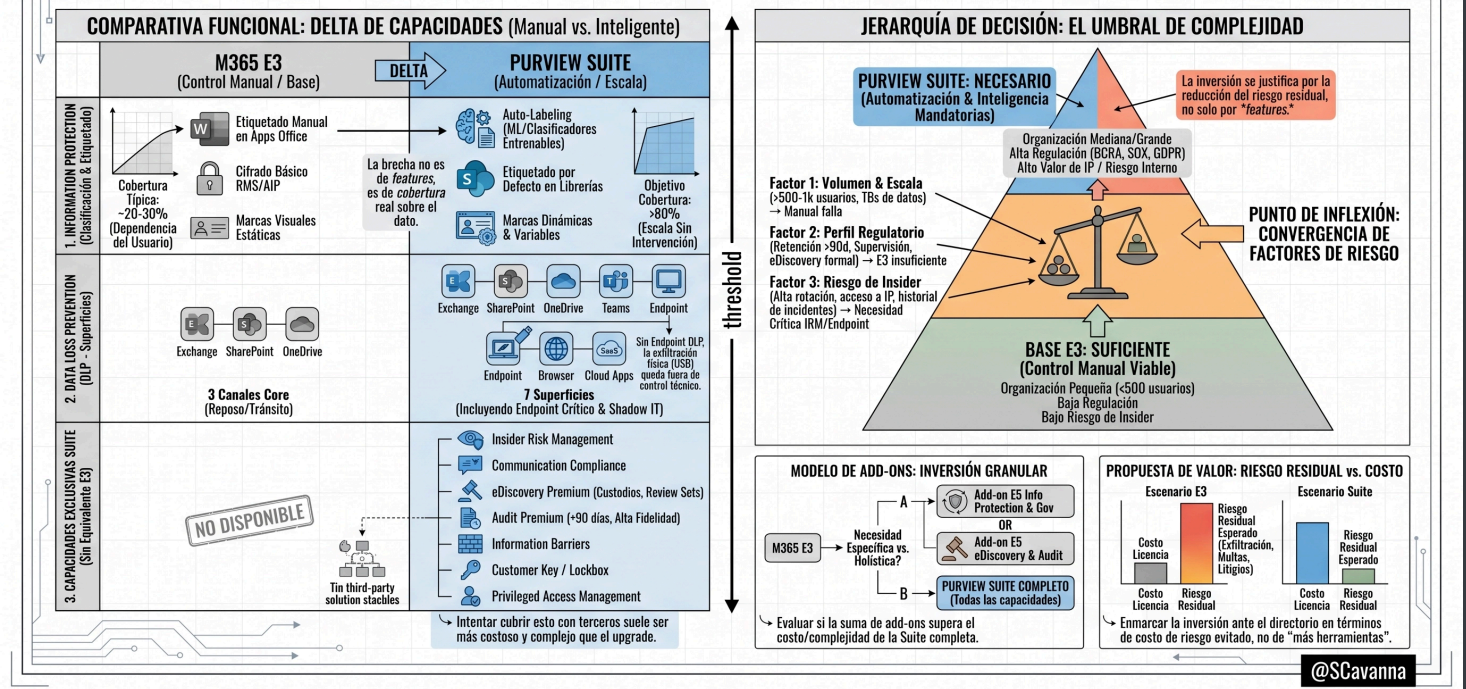 COMPARATIVA FUNCIONAL: DELTA DE CAPACIDADES (Manual vs. Inteligente)
M365 E3
(Control Manual / Base)
DELTA
PURVIEW SUITE
(Automatización / Escala)
1. INFORMATION PROTECTION
(Clasificación & Etiquetado)
Cobertura
Típica:
~20-30%
(Dependencia
del Usuario)
W
Etiquetado Manual
en Apps Office
Cifrado Básico
RMS/AIP
Marcas Visuales
Estáticas
La brecha no es
de features,
es de cobertura
real sobre el
dato.
Auto-Labeling
(ML/Clasificadores
Entrenables)
S
Etiquetado por
Defecto en Librerías
Marcas Dinámicas
& Variables
Objetivo
Cobertura:
>80%
(Escala Sin
Intervención)
2. DATA LOSS PREVENTION
(DLP - Superficies)
E
S
Exchange
SharePoint
OneDrive
3 Canales Core
(Reposo/Tránsito)
E
S
T
Exchange
SharePoint
OneDrive
Teams
Endpoint
E
SaaS
Endpoint
Browser
Cloud Apps
Sin Endpoint DLP,
la exfiltración
física (USB)
queda fuera de
control técnico.
7 Superficies
(Incluyendo Endpoint Crítico & Shadow IT)
3. CAPACIDADES EXCLUSIVAS SUITE
(Sin Equivalente E3)
NO DISPONIBLE
Tin third-party
solution stacbles
Insider Risk Management
Communication Compliance
eDiscovery Premium (Custodios, Review Sets)
Audit Premium (+90 días, Alta Fidelidad)
Information Barriers
Customer Key / Lockbox
Privileged Access Management
Intentar cubrir esto con terceros suele ser
más costoso y complejo que el upgrade.
threshold
JERARQUÍA DE DECISIÓN: EL UMBRAL DE COMPLEJIDAD
PURVIEW SUITE: NECESARIO
(Automatización & Inteligencia
Mandatorias)
La inversión se justifica por la
reducción del riesgo residual,
no solo por *features.*
Organización Mediana/Grande
Alta Regulación (BCRA, SOX, GDPR)
Alto Valor de IP / Riesgo Interno
Factor 1: Volumen & Escala
(>500-1k usuarios, TBs de datos)
→ Manual falla
Factor 2: Perfil Regulatorio
(Retención >90d, Supervisión,
eDiscovery formal) → E3 insuficiente
Factor 3: Riesgo de Insider
(Alta rotación, acceso a IP, historial
de incidentes) → Necesidad
Crítica IRM/Endpoint
PUNTO DE INFLEXIÓN:
CONVERGENCIA DE
FACTORES DE RIESGO
BASE E3: SUFICIENTE
(Control Manual Viable)
Organización Pequeña (<500 usuarios)
Baja Regulación
Bajo Riesgo de Insider
MODELO DE ADD-ONS: INVERSIÓN GRANULAR
M365 E3
Necesidad
Específica vs.
Holística?
A
Add-on E5 Info
Protection & Gov
OR
Add-on E5
eDiscovery & Audit
B
PURVIEW SUITE COMPLETO
(Todas las capacidades)
Evaluar si la suma de add-ons supera el
costo/complejidad de la Suite completa.
PROPUESTA DE VALOR: RIESGO RESIDUAL vs. COSTO
Escenario E3
Costo
Licencia
Riesgo
Residual
Esperado
(Exfiltración,
Multas,
Litigios)
Costo
Licencia
Riesgo
Residual
Escenario Suite
Riesgo
Residual
Esperado
Costo
Licencia
Riesgo
Residual
Enmarcar la inversión ante el directorio en términos
de costo de riesgo evitado, no de “más herramientas”.
@SCavanna